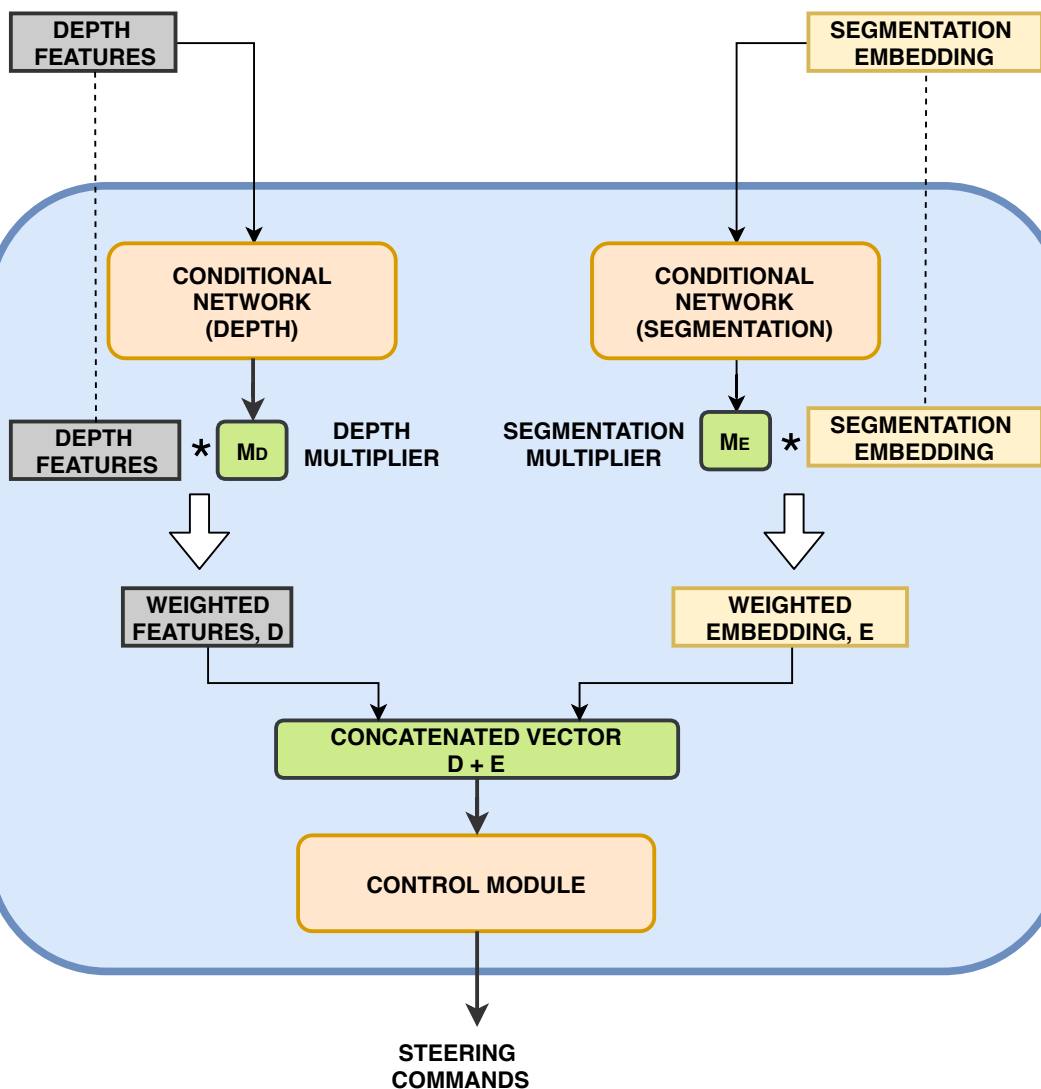 DEPTH
FEATURES
SEGMENTATION
EMBEDDING
CONDITIONAL
NETWORK
(DEPTH)
CONDITIONAL
NETWORK
(SEGMENTATION)
DEPTH
FEATURES
*
MD
DEPTH
MULTIPLIER
SEGMENTATION
MULTIPLIER
ME
*
SEGMENTATION
EMBEDDING
WEIGHTED
FEATURES, D
WEIGHTED
EMBEDDING, E
CONCATENATED VECTOR
D + E
CONTROL MODULE
STEERING
COMMANDS